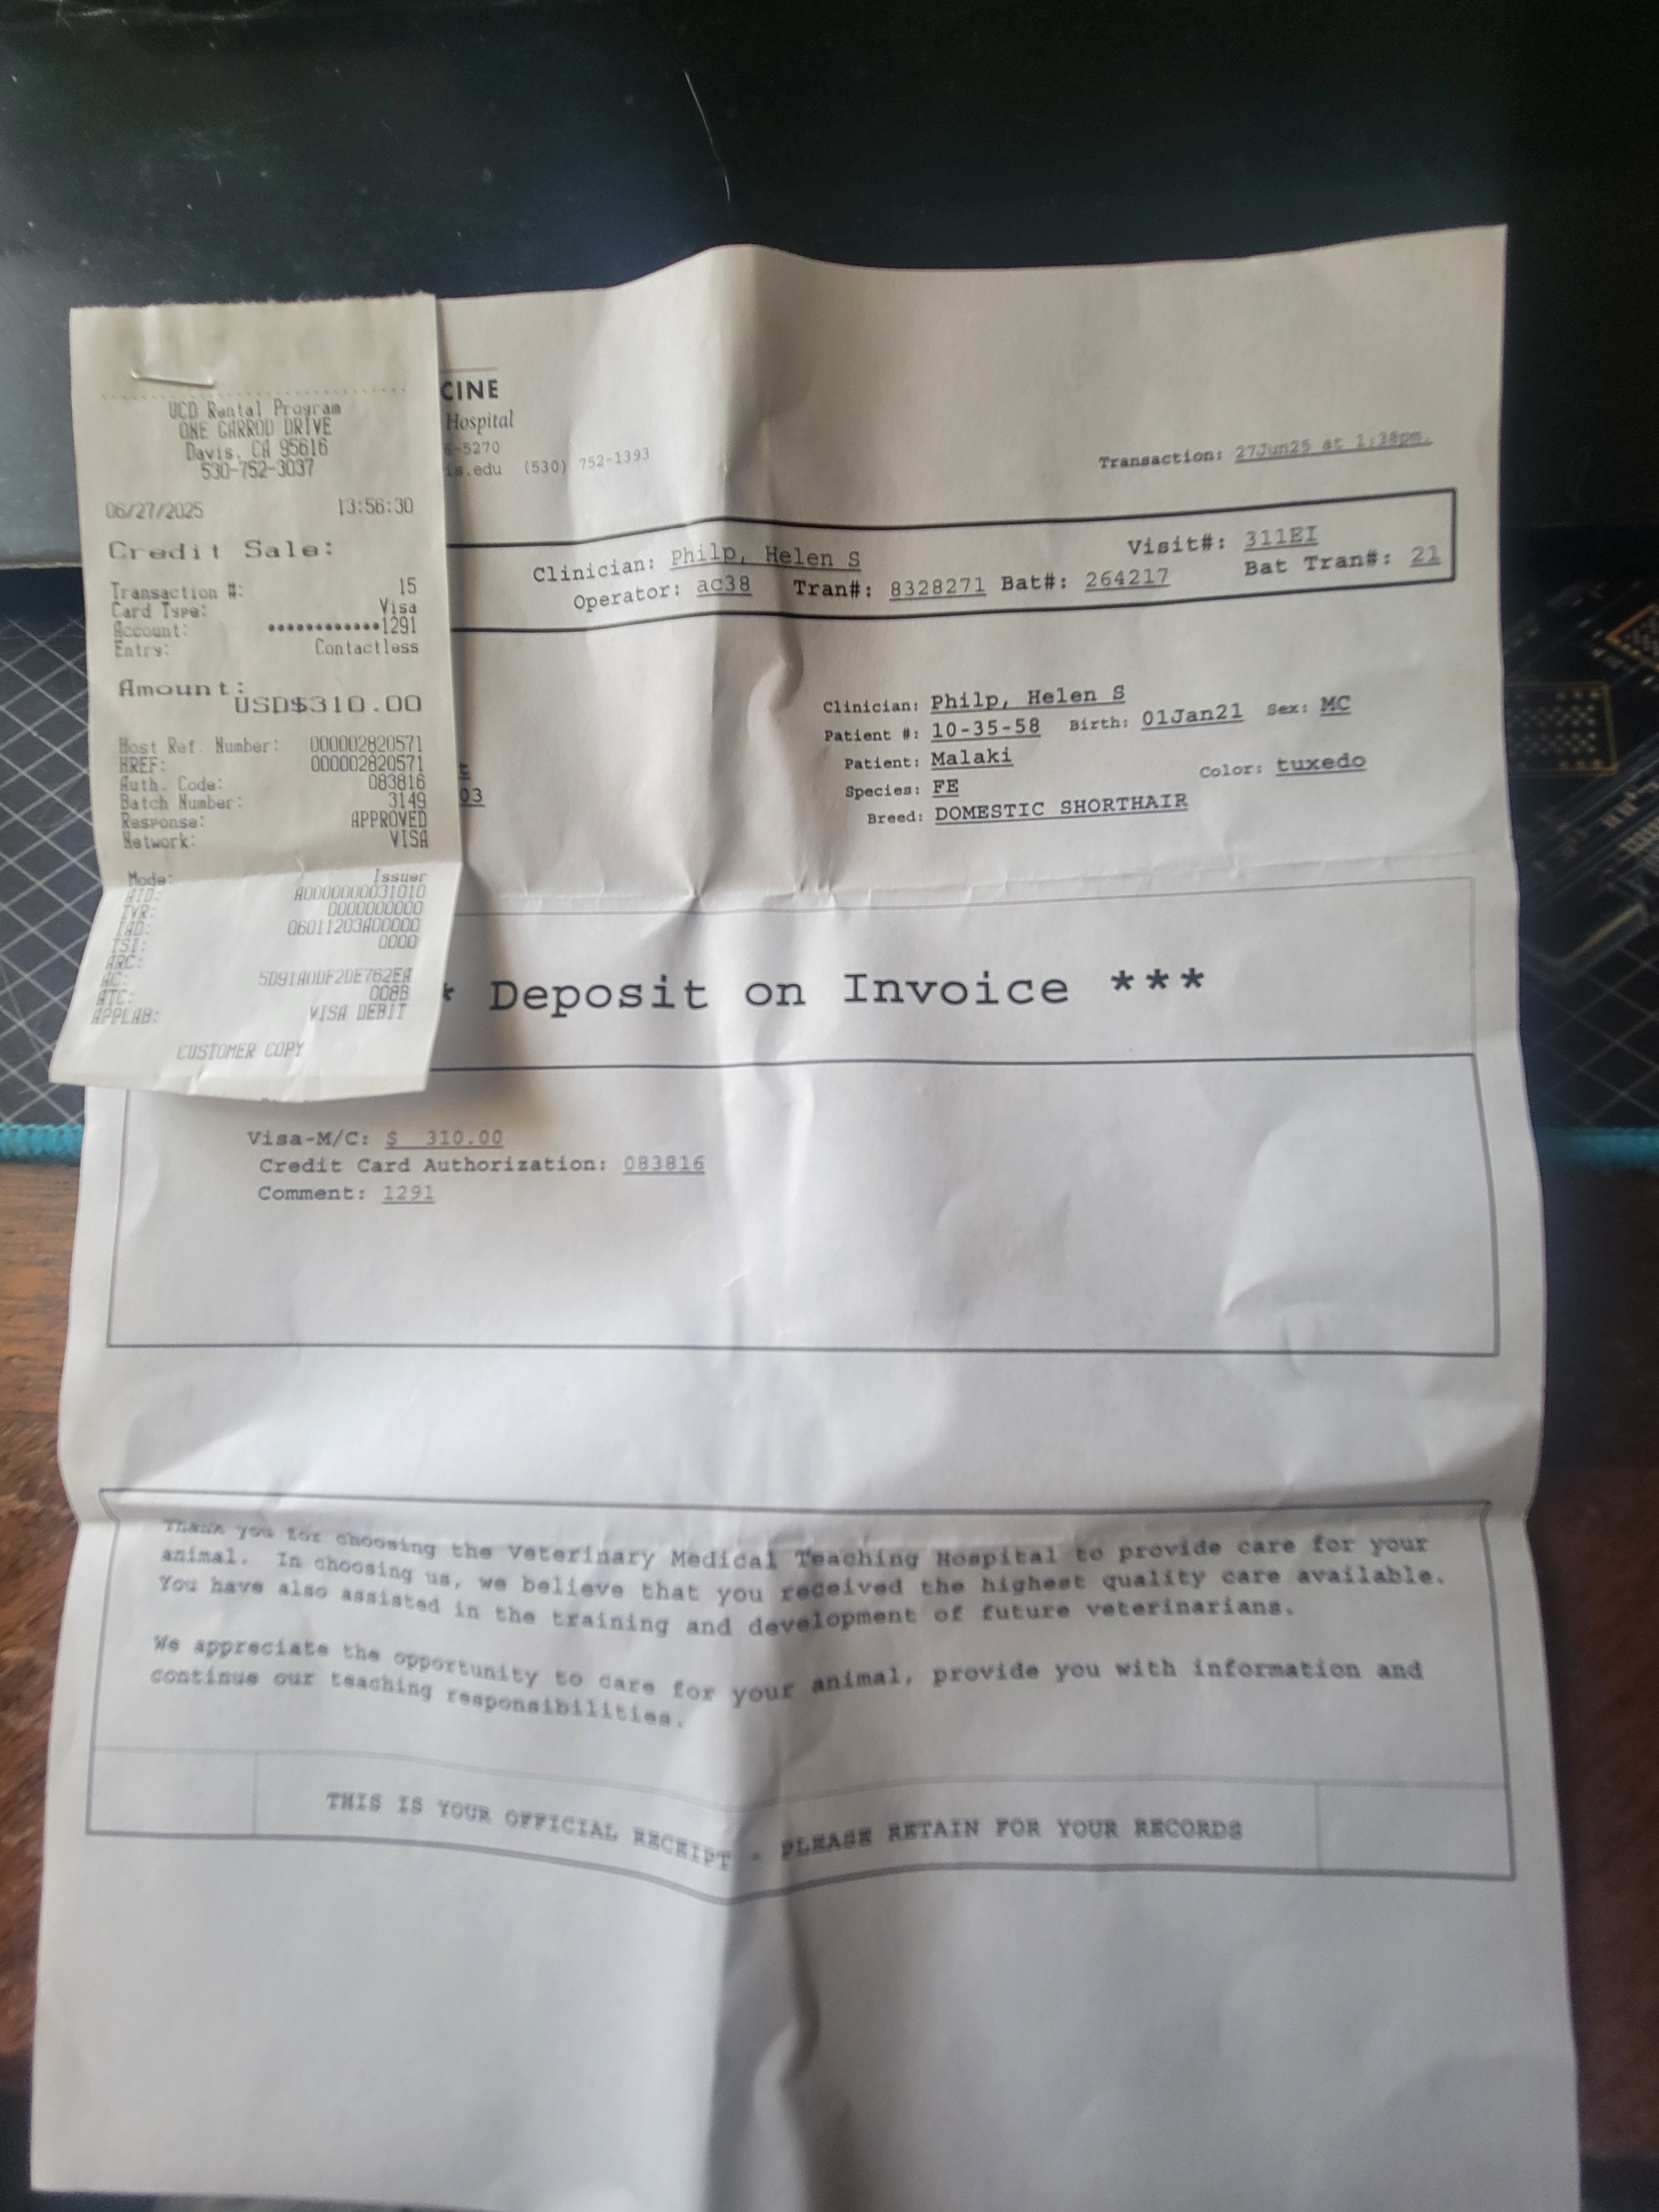 UCD Rental Program
ONE GARROD DRIVE
Davis, CA 95616
530-752-3037
06/27/2025 13:56:30
Credit Sale:
Transaction #: 15
Card Type: Visa
Account: ************1291
Entry: Contactless
Amount:
USD$310.00
Host Ref. Number: 000002820571
HREF: 000002820571
Auth. Code: 083816
Batch Number: 3149
Response: APPROVED
Network: VISA
Mode: Issuer
AID: A0000000031010
TVR: 0000000000
IAD: 06011203A00000
TSI: 0000
ARC:
AC: 5D91A0DF2DE762EA
ATC: 008B
APPLAB: VISA DEBIT
CUSTOMER COPY
CINE
Hospital
6-5270
is.edu (530) 752-1393
Transaction: 27Jun25 at 1:38pm.
Clinician: Philp, Helen S Visit#: 311EI
Operator: ac38 Tran#: 8328271 Bat#: 264217 Bat Tran#: 21
Clinician: Philp, Helen S
Patient #: 10-35-58 Birth: 01Jan21 Sex: MC
Patient: Malaki
Species: FE Color: tuxedo
Breed: DOMESTIC SHORTHAIR
t
03
* Deposit on Invoice ***
Visa-M/C: $ 310.00
Credit Card Authorization: 083816
Comment: 1291
Thank you for choosing the Veterinary Medical Teaching Hospital to provide care for your
animal. In choosing us, we believe that you received the highest quality care available.
You have also assisted in the training and development of future veterinarians.
We appreciate the opportunity to care for your animal, provide you with information and
continue our teaching responsibilities.
THIS IS YOUR OFFICIAL RECEIPT - PLEASE RETAIN FOR YOUR RECORDS